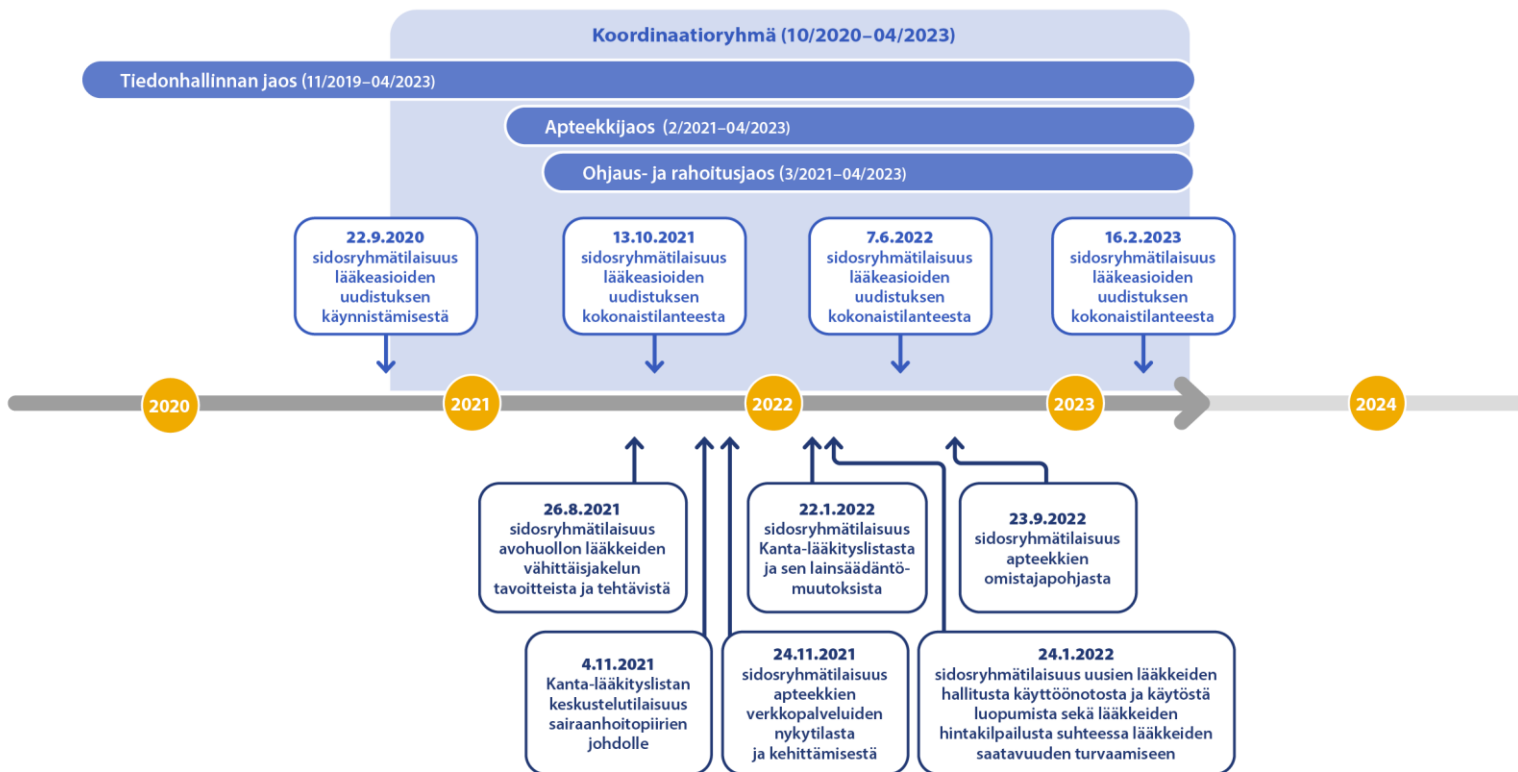 Koordinaatioryhmä (10/2020–04/2023)
Tiedonhallinnan jaos (11/2019–04/2023)
Apteekkijaos (2/2021–04/2023)
Ohjaus- ja rahoitusjaos (3/2021–04/2023)
22.9.2020
sidosryhmätilaisuus
lääkeasioiden
uudistuksen
käynnistämisestä
13.10.2021
sidosryhmätilaisuus
lääkeasioiden
uudistuksen
kokonaistilanteesta
7.6.2022
sidosryhmätilaisuus
lääkeasioiden
uudistuksen
kokonaistilanteesta
16.2.2023
sidosryhmätilaisuus
lääkeasioiden
uudistuksen
kokonaistilanteesta
2020
2021
2022
2023
2024
26.8.2021
sidosryhmätilaisuus
avohuollon lääkkeiden
vähittäisjakelun
tavoitteista ja tehtävistä
22.1.2022
sidosryhmätilaisuus
Kanta-lääkityslistasta
ja sen lainsäädäntö-
muutoksista
23.9.2022
sidosryhmätilaisuus
apteekkien
omistajapohjasta
4.11.2021
Kanta-lääkityslistan
keskustelutilaisuus
sairaanhoitopiirien
johdolle
24.11.2021
sidosryhmätilaisuus
apteekkien
verkkopalveluiden
nykytilasta
ja kehittämisestä
24.1.2022
sidosryhmätilaisuus uusien lääkkeiden
hallitusta käyttöönotosta ja käytöstä
luopumista sekä lääkkeiden
hintakilpailusta suhteessa lääkkeiden
saatavuuden turvaamiseen